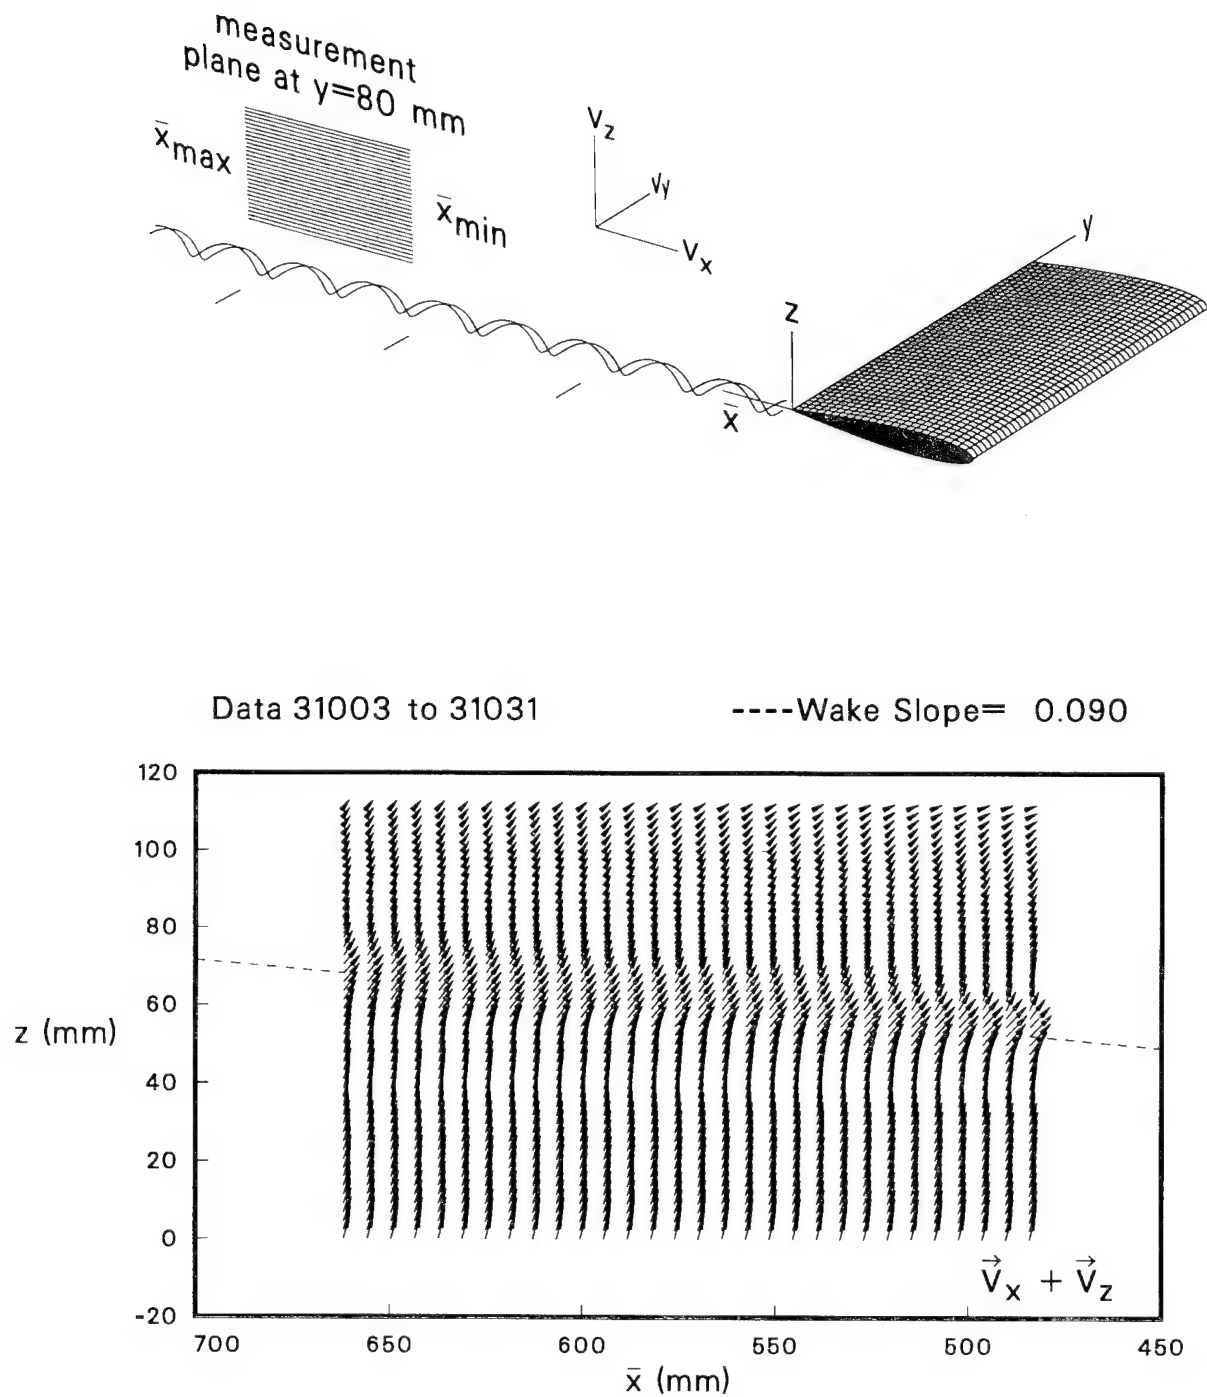 measurement
plane at y=80 mm
x̄max
x̄min
Vz
Vy
Vx
y
z
x̄
Data 31003 to 31031
----Wake Slope= 0.090
120
100
80
60
z (mm)
40
20
0
-20
V⃗x + V⃗z
700 650 600 550 500 450
x̄ (mm)